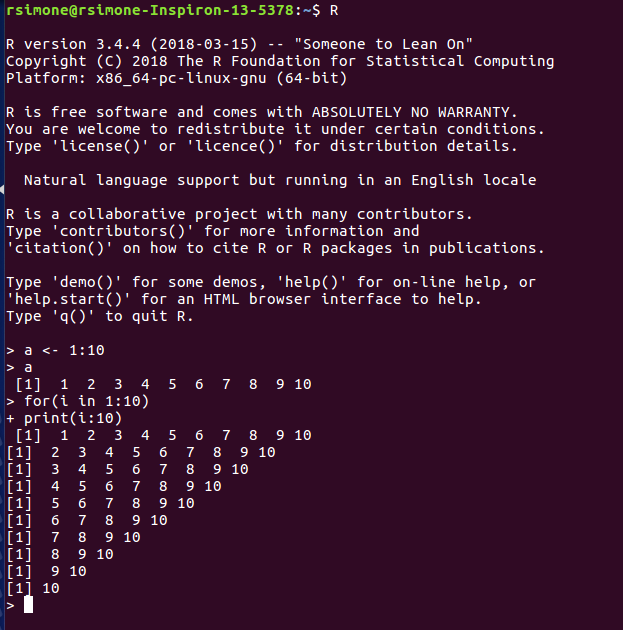 rsimone@rsimone-Inspiron-13-5378:~$ R
R version 3.4.4 (2018-03-15) -- "Someone to Lean On"
Copyright (C) 2018 The R Foundation for Statistical Computing
Platform: x86_64-pc-linux-gnu (64-bit)
R is free software and comes with ABSOLUTELY NO WARRANTY.
You are welcome to redistribute it under certain conditions.
Type 'license()' or 'licence()' for distribution details.
  Natural language support but running in an English locale
R is a collaborative project with many contributors.
Type 'contributors()' for more information and
'citation()' on how to cite R or R packages in publications.
Type 'demo()' for some demos, 'help()' for on-line help, or
'help.start()' for an HTML browser interface to help.
Type 'q()' to quit R.
> a <- 1:10
> a
 [1]  1  2  3  4  5  6  7  8  9 10
> for(i in 1:10)
+ print(i:10)
 [1]  1  2  3  4  5  6  7  8  9 10
[1]  2  3  4  5  6  7  8  9 10
[1]  3  4  5  6  7  8  9 10
[1]  4  5  6  7  8  9 10
[1]  5  6  7  8  9 10
[1]  6  7  8  9 10
[1]  7  8  9 10
[1]  8  9 10
[1]  9 10
[1] 10
>